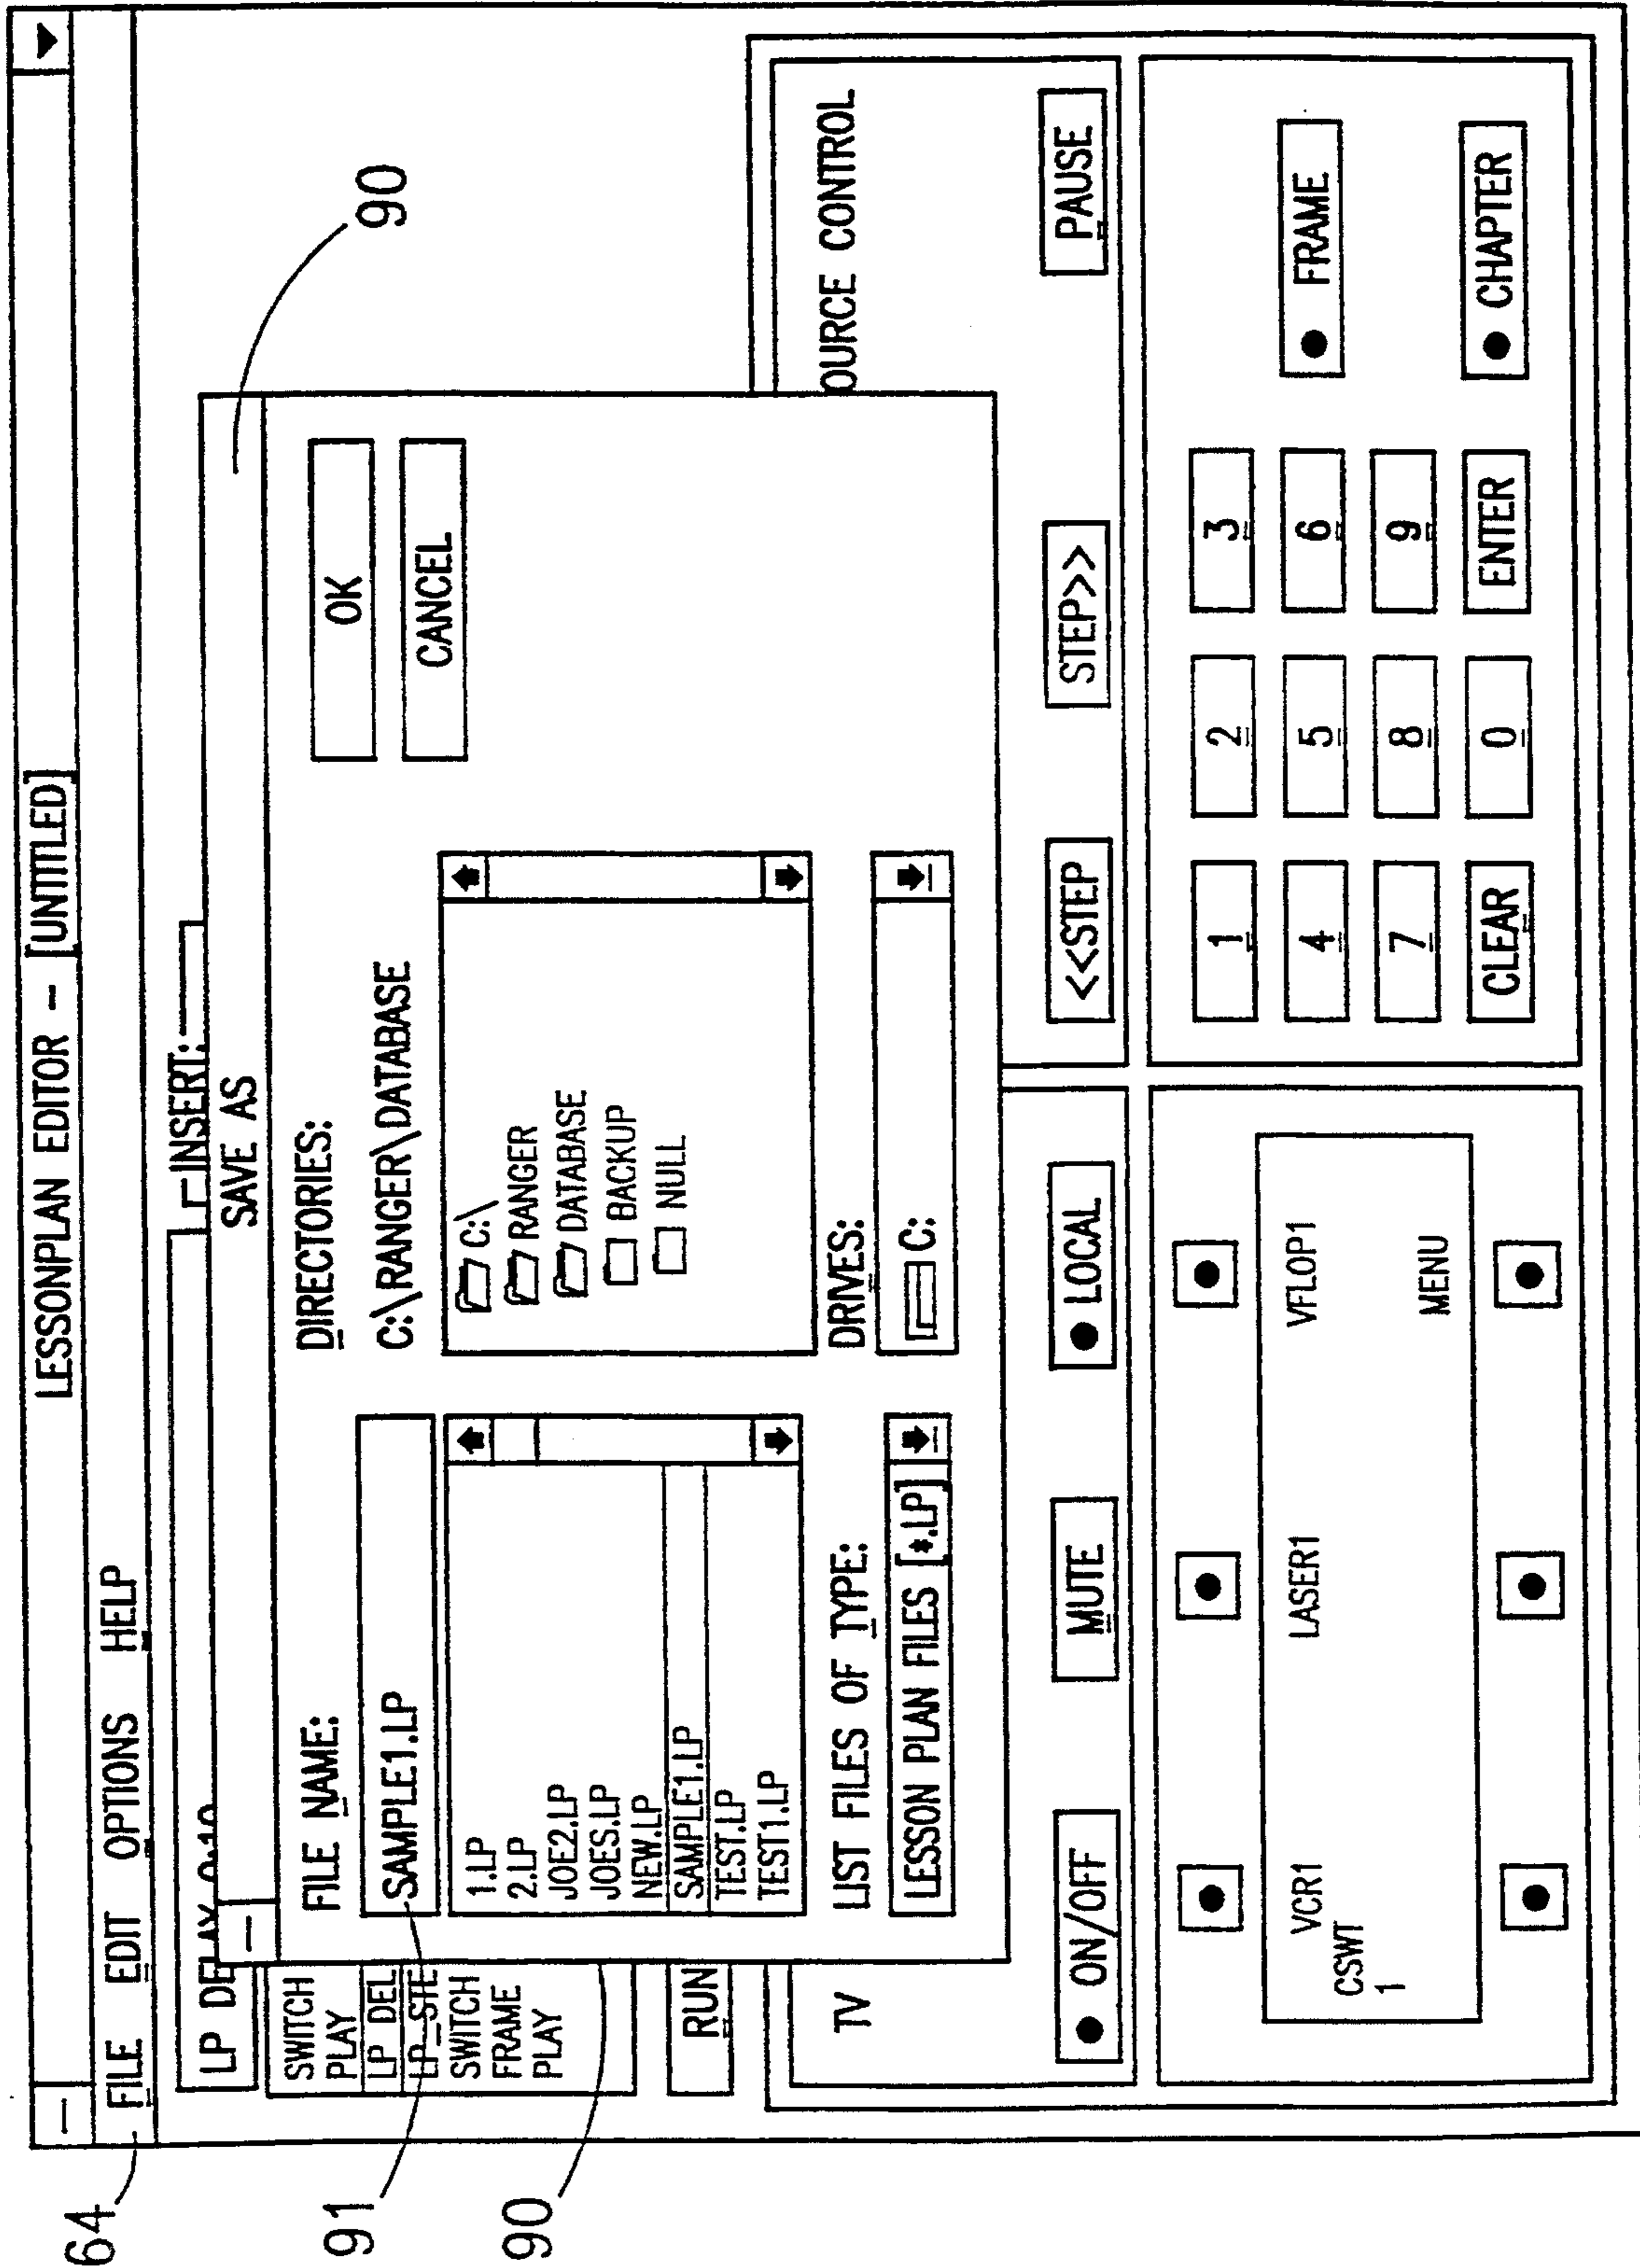 LESSONPLAN EDITOR – [UNTITLED]
FILE EDIT OPTIONS HELP
64
INSERT:
SAVE AS
90
SWITCH
PLAY
LP DEL
LP_STE
SWITCH
FRAME
PLAY
RUN
91
90
FILE NAME:
SAMPLE1.LP
1.LP
2.LP
JOE2.LP
JOES.LP
NEW.LP
SAMPLE1.LP
TEST.LP
TEST1.LP
LIST FILES OF TYPE:
LESSON PLAN FILES [*.LP]
DIRECTORIES:
C:\RANGER\DATABASE
C:\
RANGER
DATABASE
BACKUP
NULL
DRIVES:
C:
OK
CANCEL
TV
OURCE CONTROL
ON/OFF MUTE LOCAL
<<STEP STEP>> PAUSE
VCR1 LASER1 VFLOP1
CSWT MENU
1
1 2 3
4 5 6 FRAME
7 8 9
CLEAR 0 ENTER CHAPTER